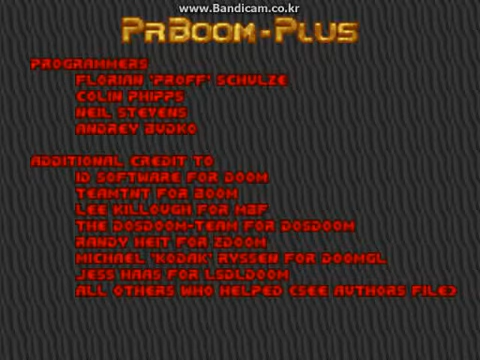 www.Bandicam.co.kr
PRBOOM-PLUS
PROGRAMMERS
FLORIAN 'PROFF' SCHULZE
COLIN PHIPPS
NEIL STEVENS
ANDREY BUDKO
ADDITIONAL CREDIT TO
ID SOFTWARE FOR DOOM
TEAMTNT FOR BOOM
LEE KILLOUGH FOR MBF
THE DOSDOOM-TEAM FOR DOSDOOM
RANDY HEIT FOR ZDOOM
MICHAEL 'KODAK' RYSSEN FOR DOOMGL
JESS HAAS FOR LSDLDOOM
ALL OTHERS WHO HELPED (SEE AUTHORS FILE)